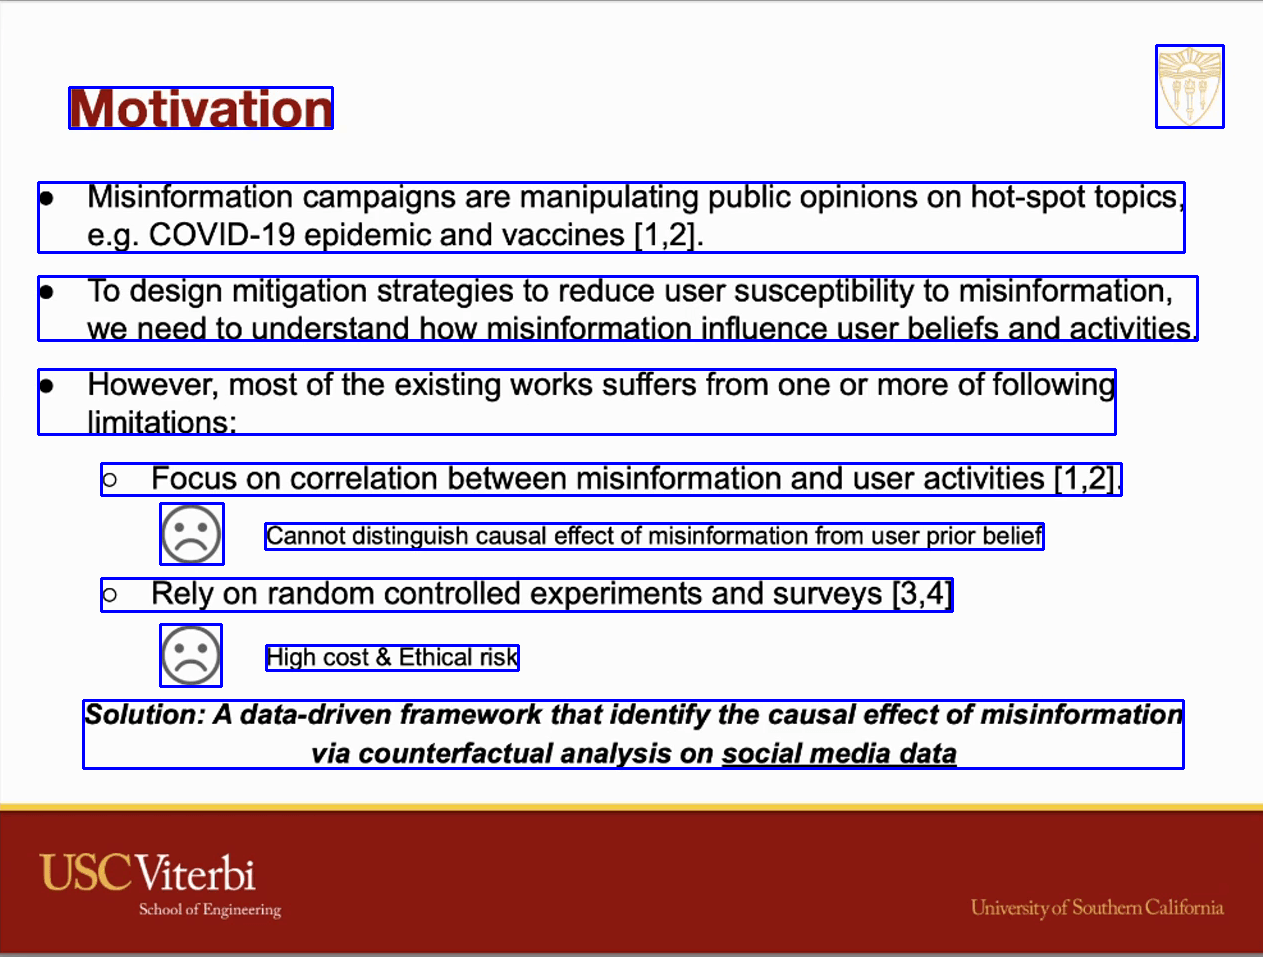 Motivation
● Misinformation campaigns are manipulating public opinions on hot-spot topics,
e.g. COVID-19 epidemic and vaccines [1,2].
● To design mitigation strategies to reduce user susceptibility to misinformation,
we need to understand how misinformation influence user beliefs and activities.
● However, most of the existing works suffers from one or more of following
limitations:
○ Focus on correlation between misinformation and user activities [1,2].
Cannot distinguish causal effect of misinformation from user prior belief
○ Rely on random controlled experiments and surveys [3,4]
High cost & Ethical risk
Solution: A data-driven framework that identify the causal effect of misinformation
via counterfactual analysis on social media data
USC Viterbi
School of Engineering
University of Southern California